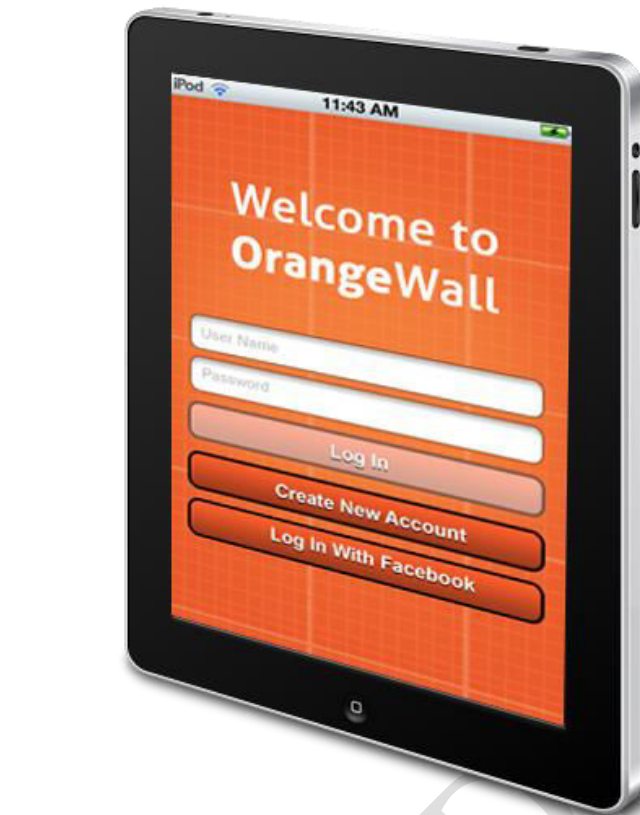 iPod
11:43 AM
Welcome to
OrangeWall
User Name
Password
Log In
Create New Account
Log In With Facebook